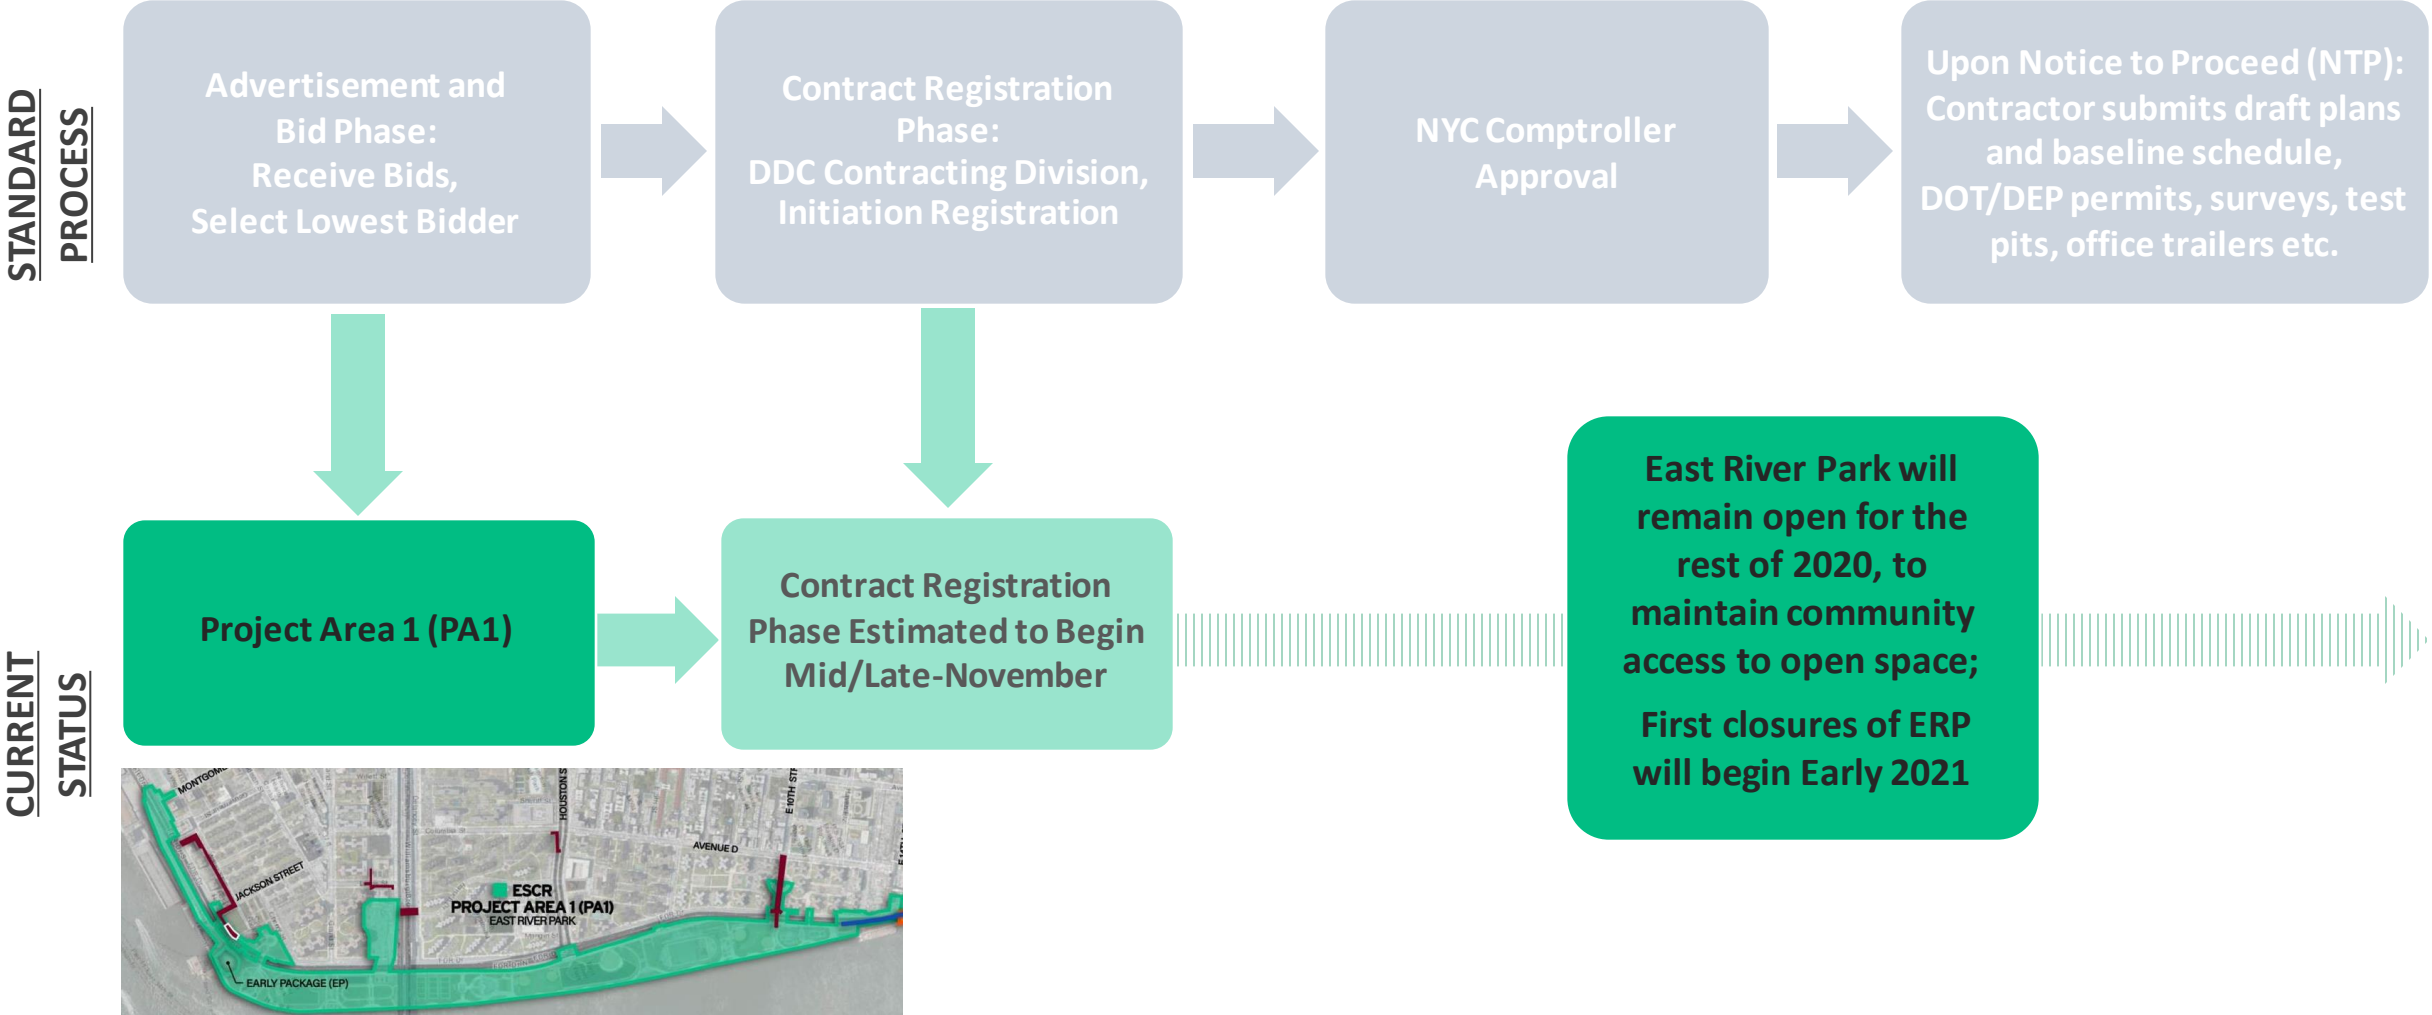 STANDARD
PROCESS
Advertisement and
Bid Phase:
Receive Bids,
Select Lowest Bidder
Contract Registration
Phase:
DDC Contracting Division,
Initiation Registration
NYC Comptroller
Approval
Upon Notice to Proceed (NTP):
Contractor submits draft plans
and baseline schedule,
DOT/DEP permits, surveys, test
pits, office trailers etc.
CURRENT
STATUS
Project Area 1 (PA1)
Contract Registration
Phase Estimated to Begin
Mid/Late-November
East River Park will
remain open for the
rest of 2020, to
maintain community
access to open space;
First closures of ERP
will begin Early 2021
MONTGOM
JACKSON STREET
HOUSTON S
E 10TH STR
AVENUE D
Columbia St
ESCR
PROJECT AREA 1 (PA1)
EAST RIVER PARK
EARLY PACKAGE (EP)